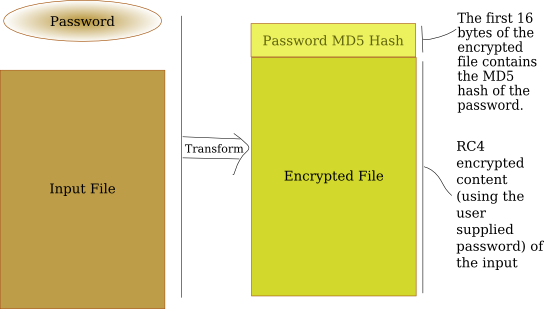 Password
Input File
Transform
Password MD5 Hash
Encrypted File
The first 16
bytes of the
encrypted
file contains
the MD5
hash of the
password.
RC4
encrypted
content
(using the
user
supplied
password) of
the input